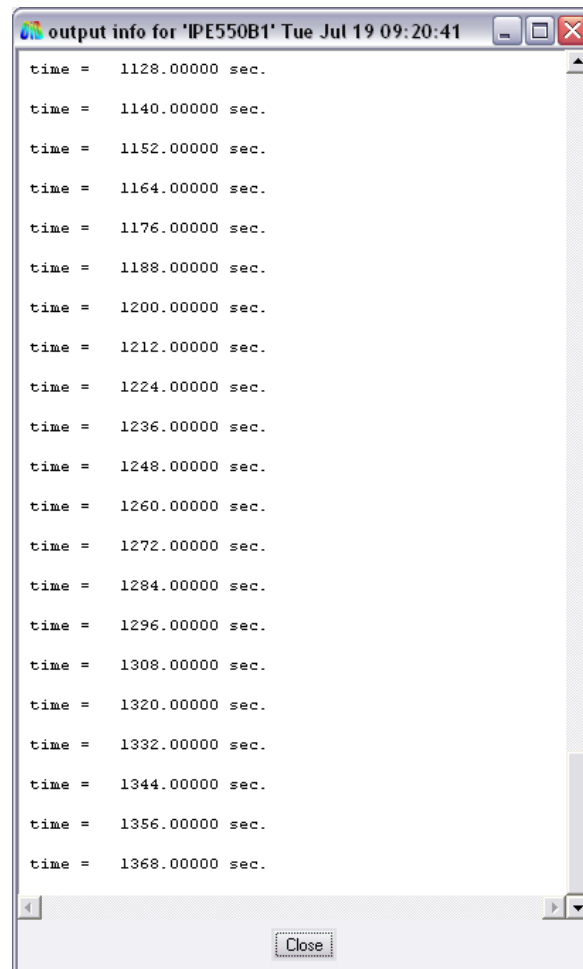 output info for 'IPE550B1' Tue Jul 19 09:20:41
time =   1128.00000 sec.
time =   1140.00000 sec.
time =   1152.00000 sec.
time =   1164.00000 sec.
time =   1176.00000 sec.
time =   1188.00000 sec.
time =   1200.00000 sec.
time =   1212.00000 sec.
time =   1224.00000 sec.
time =   1236.00000 sec.
time =   1248.00000 sec.
time =   1260.00000 sec.
time =   1272.00000 sec.
time =   1284.00000 sec.
time =   1296.00000 sec.
time =   1308.00000 sec.
time =   1320.00000 sec.
time =   1332.00000 sec.
time =   1344.00000 sec.
time =   1356.00000 sec.
time =   1368.00000 sec.
Close